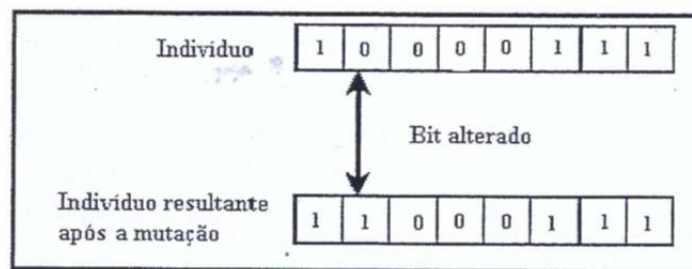 Indivíduo 1 0 0 0 0 1 1 1
Bit alterado
Indivíduo resultante
após a mutação
1 1 0 0 0 1 1 1